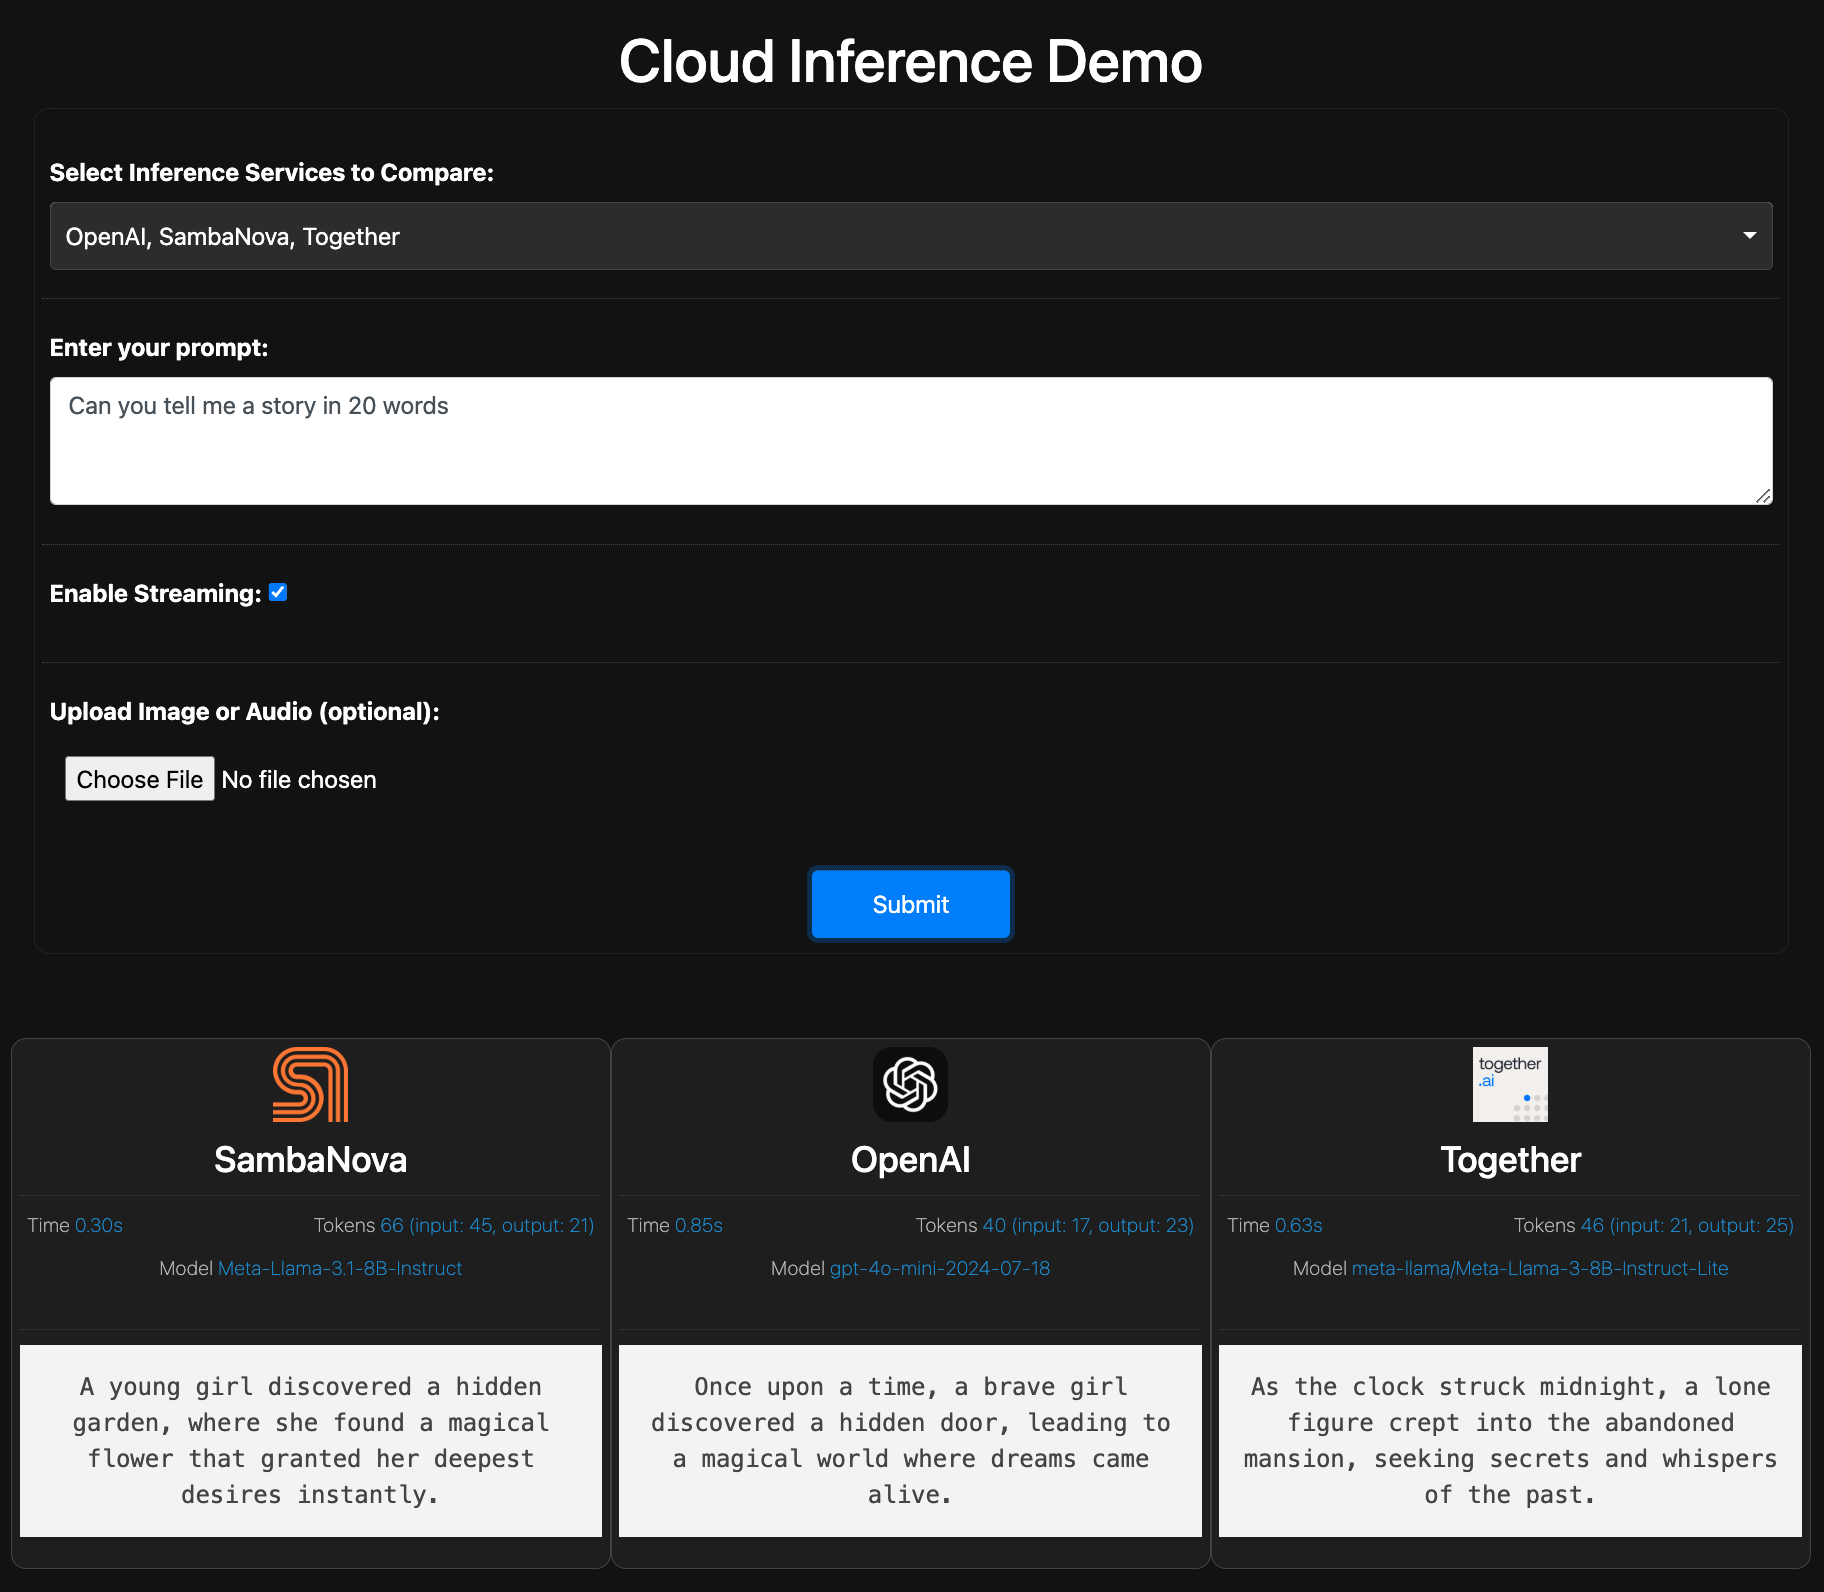 Cloud Inference Demo
Select Inference Services to Compare:
OpenAI, SambaNova, Together
Enter your prompt:
Can you tell me a story in 20 words
Enable Streaming:
Upload Image or Audio (optional):
Choose File No file chosen
Submit
SambaNova
Time 0.30s Tokens 66 (input: 45, output: 21)
Model Meta-Llama-3.1-8B-Instruct
A young girl discovered a hidden
garden, where she found a magical
flower that granted her deepest
desires instantly.
OpenAI
Time 0.85s Tokens 40 (input: 17, output: 23)
Model gpt-4o-mini-2024-07-18
Once upon a time, a brave girl
discovered a hidden door, leading to
a magical world where dreams came
alive.
together
.ai
Together
Time 0.63s Tokens 46 (input: 21, output: 25)
Model meta-llama/Meta-Llama-3-8B-Instruct-Lite
As the clock struck midnight, a lone
figure crept into the abandoned
mansion, seeking secrets and whispers
of the past.